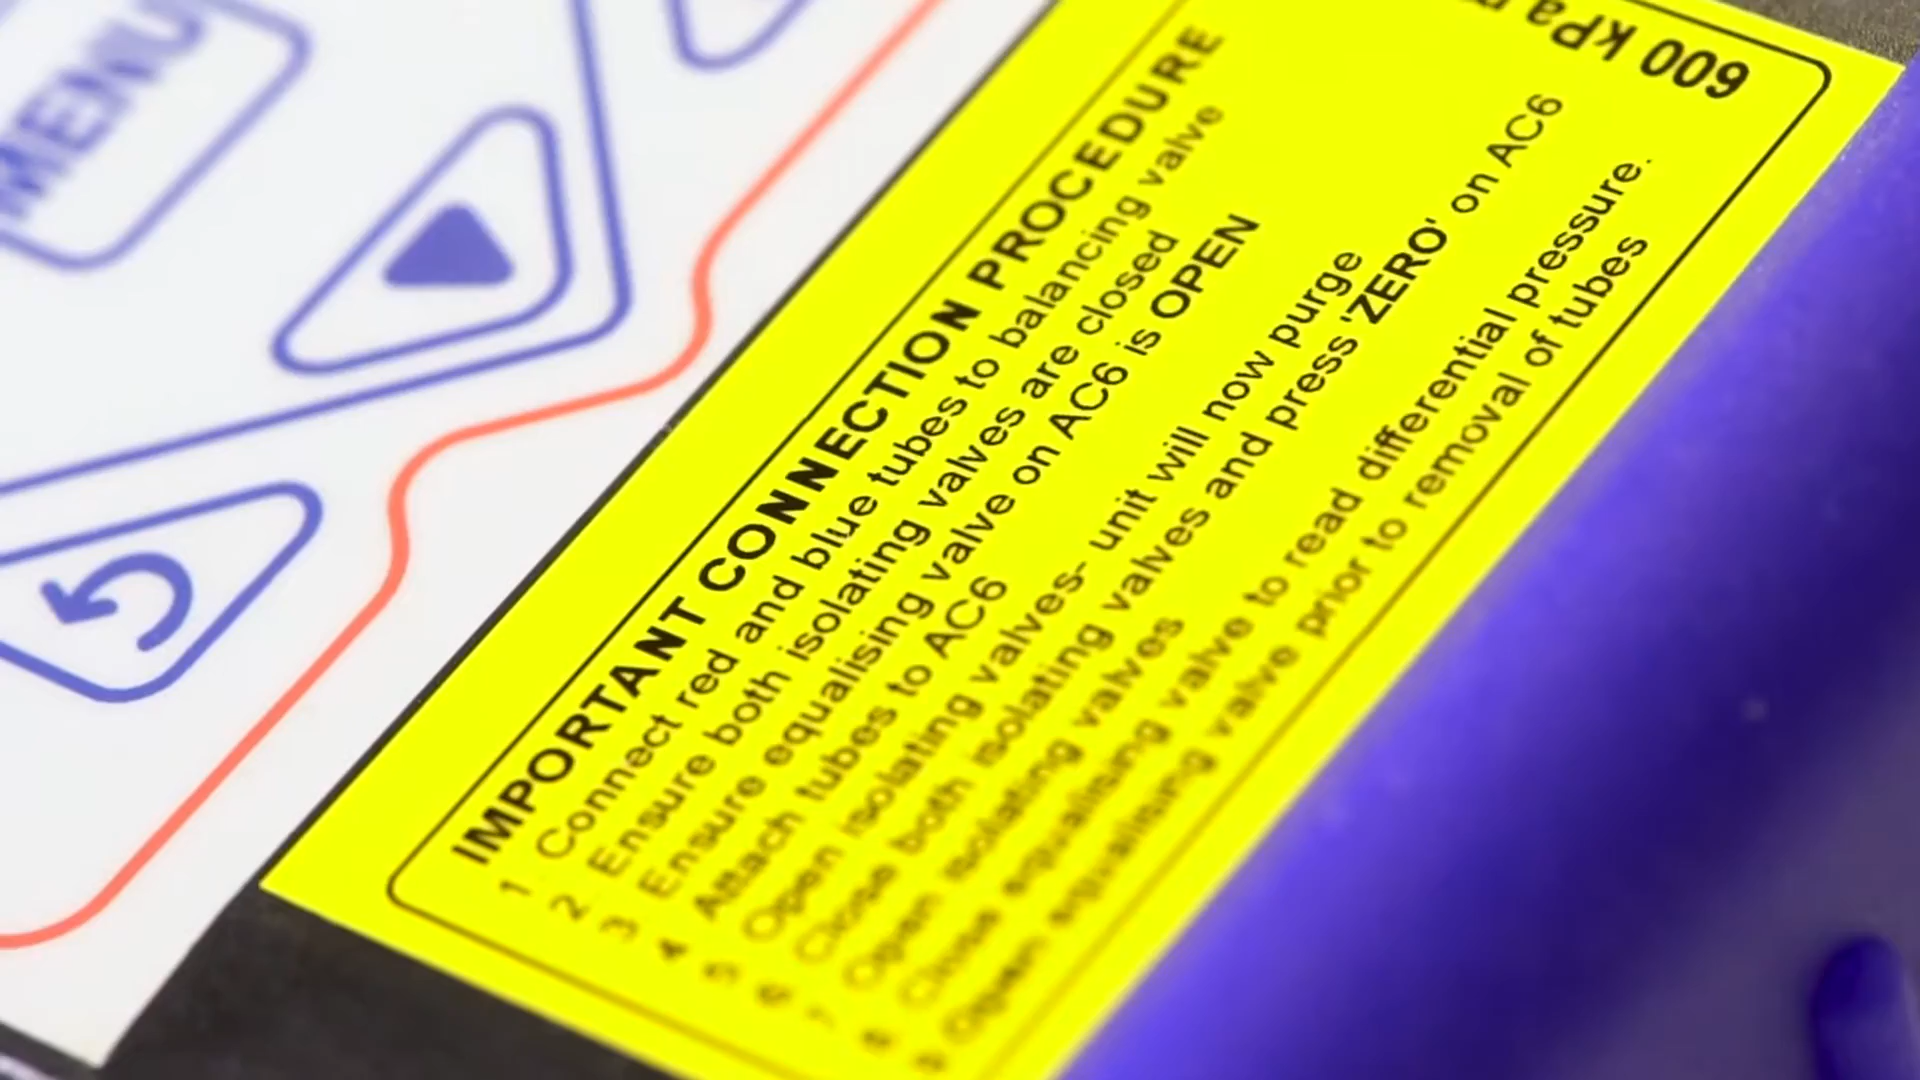 MENU
IMPORTANT CONNECTION PROCEDURE
1 Connect red and blue tubes to balancing valve
2 Ensure both isolating valves are closed
3 Ensure equalising valve on AC6 is OPEN
4 Attach tubes to AC6
5 Open isolating valves- unit will now purge
6 Close both isolating valves and press 'ZERO' on AC6
7 Open isolating valves
8 Close equalising valve to read differential pressure.
9 Open equalising valve prior to removal of tubes
600 kPa